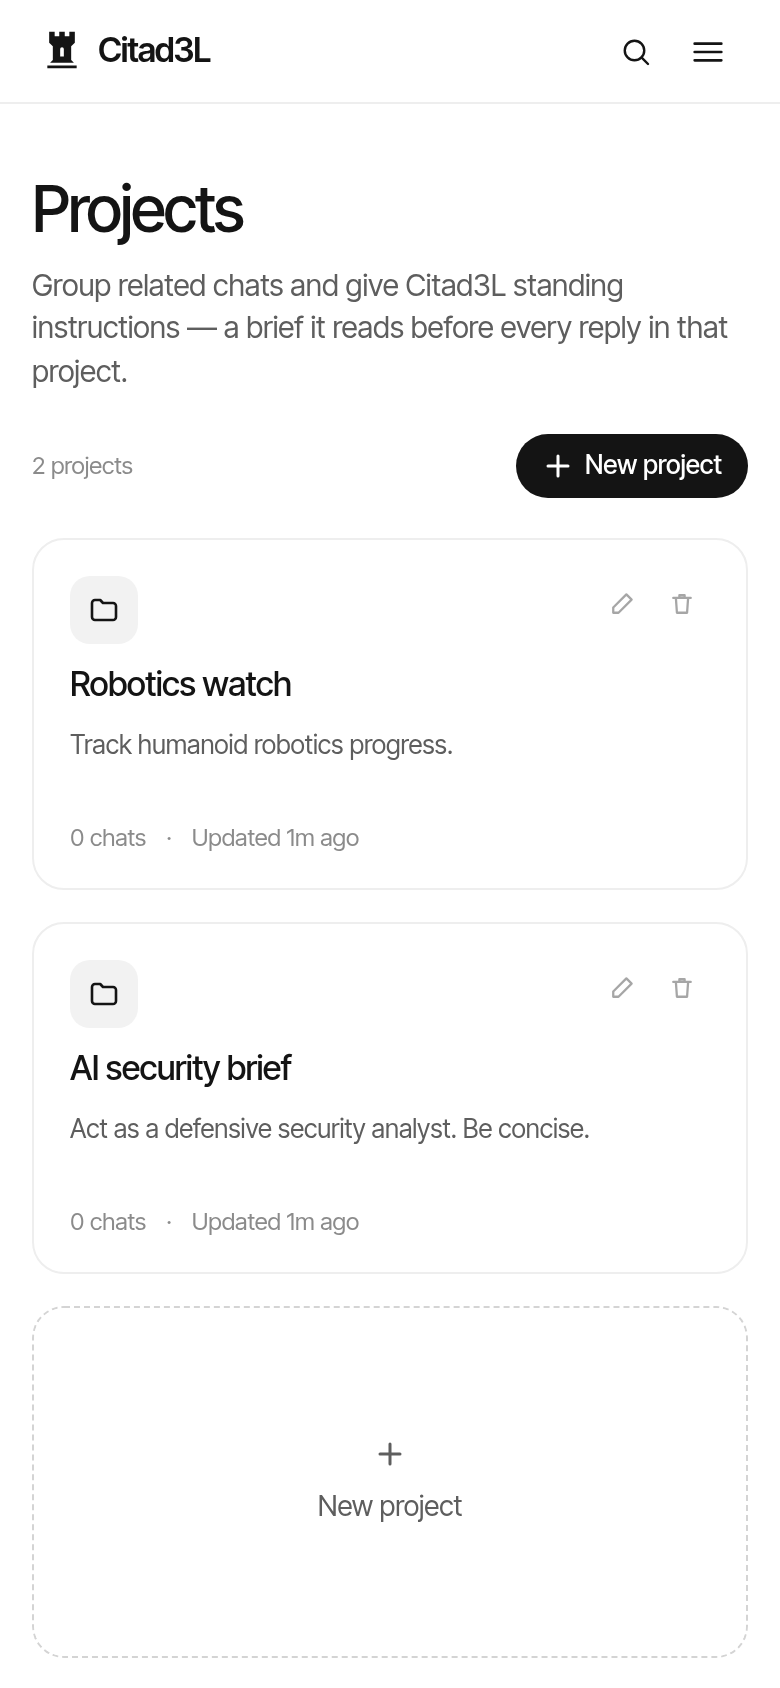 Citad3L
Projects
Group related chats and give Citad3L standing
instructions — a brief it reads before every reply in that
project.
2 projects
New project
Robotics watch
Track humanoid robotics progress.
0 chats · Updated 1m ago
AI security brief
Act as a defensive security analyst. Be concise.
0 chats · Updated 1m ago
New project